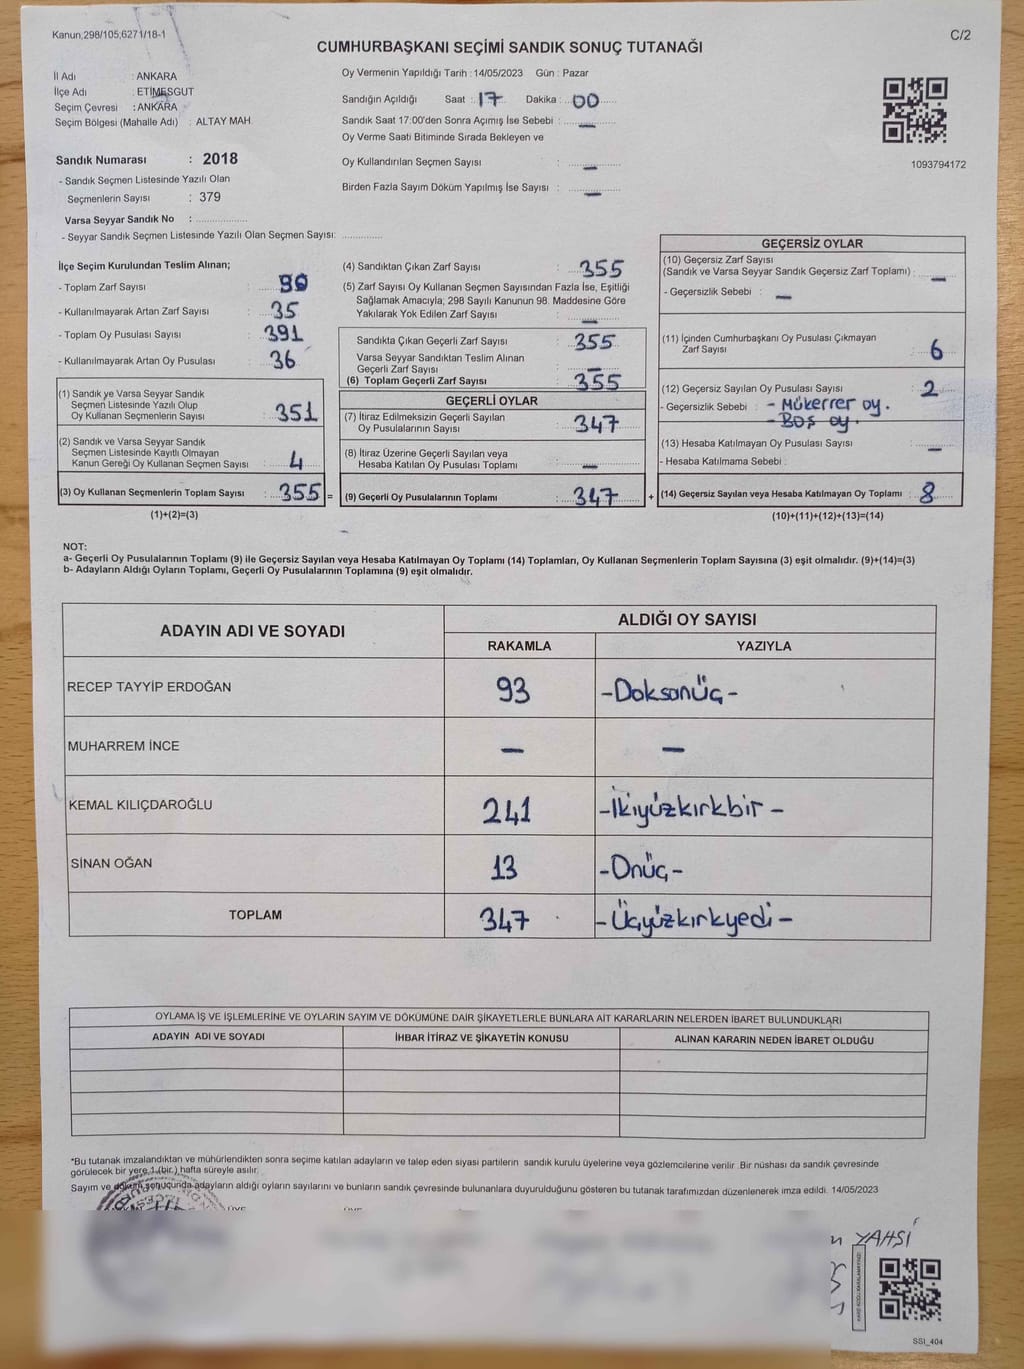 Kanun;298/105,6271/18-1
C/2
CUMHURBAŞKANI SEÇİMİ SANDIK SONUÇ TUTANAĞI
İl Adı : ANKARA
İlçe Adı : ETİMESGUT
Seçim Çevresi : ANKARA
Seçim Bölgesi (Mahalle Adı) : ALTAY MAH.
Oy Vermenin Yapıldığı Tarih : 14/05/2023 Gün : Pazar
Sandığın Açıldığı Saat : 17 Dakika : 00
Sandık Saat 17:00'den Sonra Açımış İse Sebebi : —
Oy Verme Saati Bitiminde Sırada Bekleyen ve
Oy Kullandırılan Seçmen Sayısı : —
Birden Fazla Sayım Döküm Yapılmış İse Sayısı : —
1093794172
Sandık Numarası : 2018
- Sandık Seçmen Listesinde Yazılı Olan
Seçmenlerin Sayısı : 379
Varsa Seyyar Sandık No :
- Seyyar Sandık Seçmen Listesinde Yazılı Olan Seçmen Sayısı:
İlçe Seçim Kurulundan Teslim Alınan;
- Toplam Zarf Sayısı :
- Kullanılmayarak Artan Zarf Sayısı : 35
- Toplam Oy Pusulası Sayısı : 391
- Kullanılmayarak Artan Oy Pusulası : 36
(1) Sandık ve Varsa Seyyar Sandık
Seçmen Listesinde Yazılı Olup
Oy Kullanan Seçmenlerin Sayısı : 351
(2) Sandık ve Varsa Seyyar Sandık
Seçmen Listesinde Kayıtlı Olmayan
Kanun Gereği Oy Kullanan Seçmen Sayısı : 4
(3) Oy Kullanan Seçmenlerin Toplam Sayısı : 355 =
(1)+(2)=(3)
(4) Sandıktan Çıkan Zarf Sayısı : 355
(5) Zarf Sayısı Oy Kullanan Seçmen Sayısından Fazla İse, Eşitliği
Sağlamak Amacıyla; 298 Sayılı Kanunun 98. Maddesine Göre
Yakılarak Yok Edilen Zarf Sayısı : —
Sandıkta Çıkan Geçerli Zarf Sayısı : 355
Varsa Seyyar Sandıktan Teslim Alınan
Geçerli Zarf Sayısı : —
(6) Toplam Geçerli Zarf Sayısı : 355
GEÇERLİ OYLAR
(7) İtiraz Edilmeksizin Geçerli Sayılan
Oy Pusulalarının Sayısı : 347
(8) İtiraz Üzerine Geçerli Sayılan veya
Hesaba Katılan Oy Pusulası Toplamı : —
(9) Geçerli Oy Pusulalarının Toplamı : 347 +
GEÇERSİZ OYLAR
(10) Geçersiz Zarf Sayısı
(Sandık ve Varsa Seyyar Sandık Geçersiz Zarf Toplamı) : —
- Geçersizlik Sebebi : —
(11) İçinden Cumhurbaşkanı Oy Pusulası Çıkmayan
Zarf Sayısı : 6
(12) Geçersiz Sayılan Oy Pusulası Sayısı : 2
- Geçersizlik Sebebi : - Mükerrer oy.
- Boş oy.
(13) Hesaba Katılmayan Oy Pusulası Sayısı : —
- Hesaba Katılmama Sebebi :
(14) Geçersiz Sayılan veya Hesaba Katılmayan Oy Toplamı : 8
(10)+(11)+(12)+(13)=(14)
NOT:
a- Geçerli Oy Pusulalarının Toplamı (9) ile Geçersiz Sayılan veya Hesaba Katılmayan Oy Toplamı (14) Toplamları, Oy Kullanan Seçmenlerin Toplam Sayısına (3) eşit olmalıdır. (9)+(14)=(3)
b- Adayların Aldığı Oyların Toplamı, Geçerli Oy Pusulalarının Toplamına (9) eşit olmalıdır.
ADAYIN ADI VE SOYADI ALDIĞI OY SAYISI
RAKAMLA YAZIYLA
RECEP TAYYİP ERDOĞAN 93 -Doksanüç-
MUHARREM İNCE — —
KEMAL KILIÇDAROĞLU 241 -İkiyüzkırkbir-
SİNAN OĞAN 13 -Onüç-
TOPLAM 347 -Üçyüzkırkyedi-
OYLAMA İŞ VE İŞLEMLERİNE VE OYLARIN SAYIM VE DÖKÜMÜNE DAİR ŞİKAYETLERLE BUNLARA AİT KARARLARIN NELERDEN İBARET BULUNDUKLARI
ADAYIN ADI VE SOYADI İHBAR İTİRAZ VE ŞİKAYETİN KONUSU ALINAN KARARIN NEDEN İBARET OLDUĞU
*Bu tutanak imzalandıktan ve mühürlendikten sonra seçime katılan adayların ve talep eden siyasi partilerin sandık kurulu üyelerine veya gözlemcilerine verilir. Bir nüshası da sandık çevresinde
görülecek bir yere 1 (bir) hafta süreyle asılır.
Sayım ve döküm sonucunda adayların aldığı oyların sayılarını ve bunların sandık çevresinde bulunanlara duyurulduğunu gösteren bu tutanak tarafımızdan düzenlenerek imza edildi. 14/05/2023
YAHSİ
SSI_404